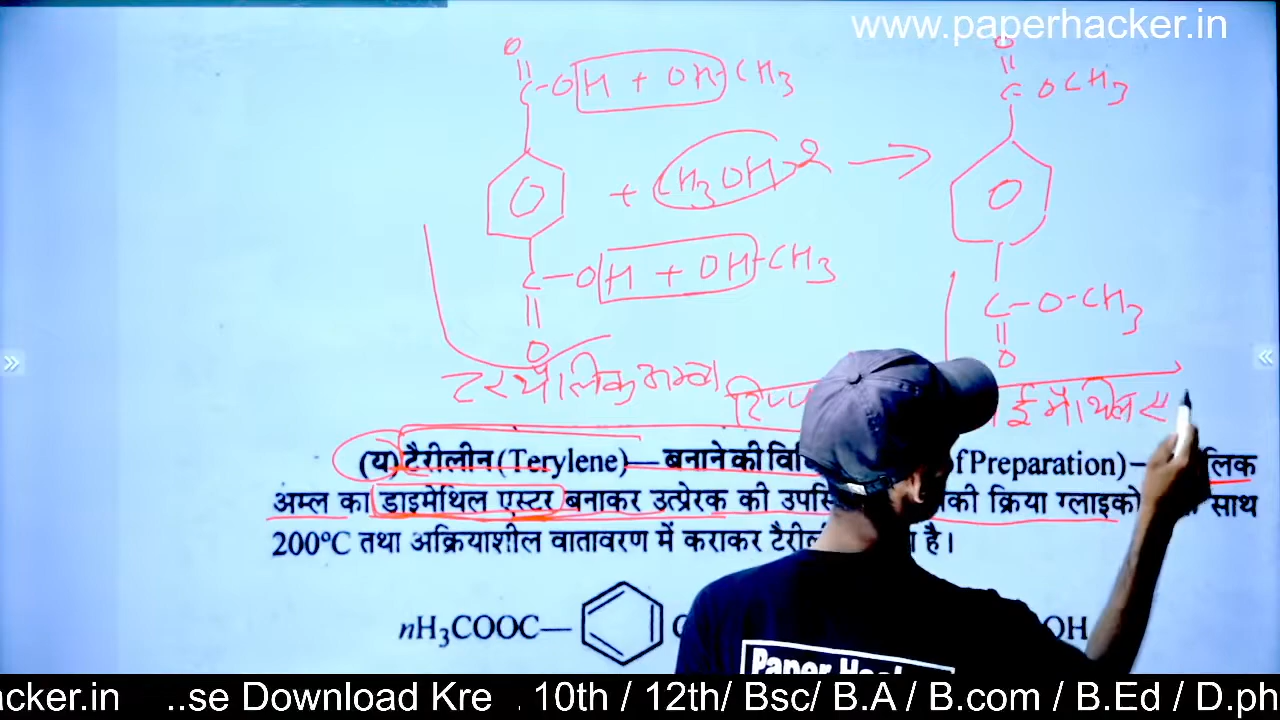 www.paperhacker.in
O
||
C-OH + OH-CH3
O
||
C-OCH3
+ (CH3OH)2 →
C-OH + OH-CH3
||
O
C-O-CH3
||
O
टरथैलिक अम्ल
ई मैथिल ए
(य) टैरीलीन (Terylene)— बनाने की of Preparation)—
अम्ल का डाइमेथिल एस्टर बनाकर उत्प्रेरक की क्रिया साथ
200°C तथा अक्रियाशील वातावरण में कराकर है।
nH3COOC— OH
Paper
acker.in ..se Download Kre . 10th / 12th/ Bsc/ B.A / B.com / B.Ed / D.ph